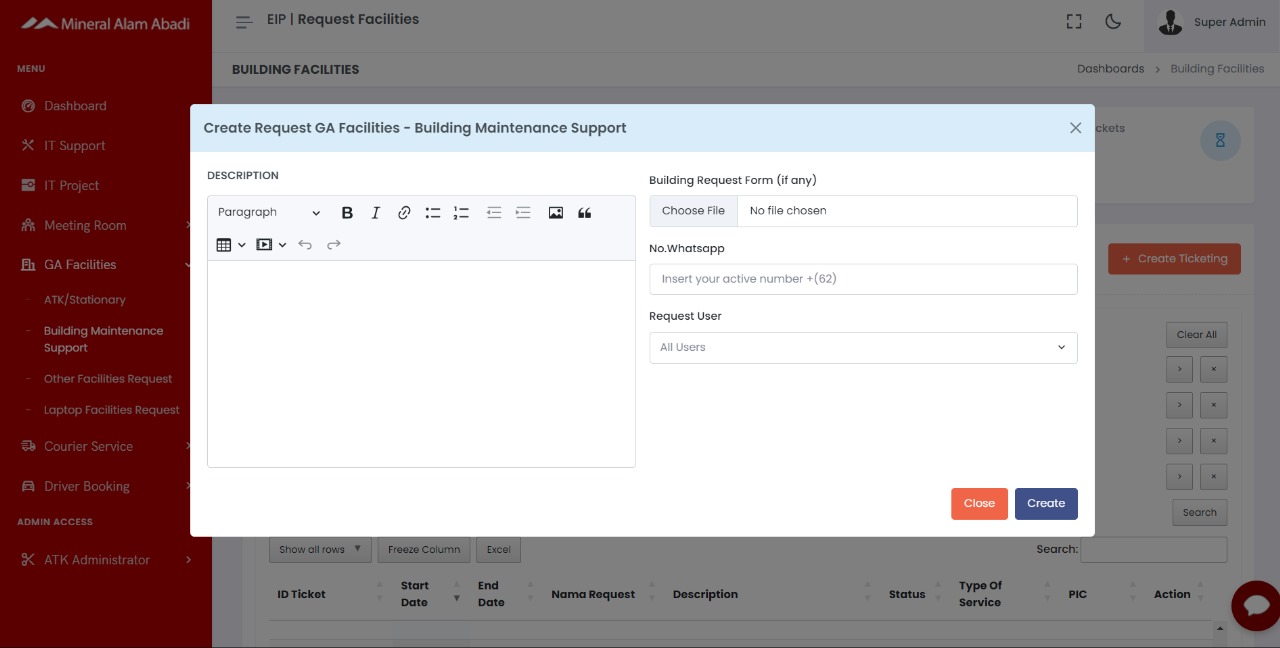 Mineral Alam Abadi
EIP | Request Facilities
Super Admin
MENU
BUILDING FACILITIES
Dashboards > Building Facilities
Dashboard
IT Support
IT Project
Meeting Room
GA Facilities
- ATK/Stationary
- Building Maintenance
Support
- Other Facilities Request
- Laptop Facilities Request
Courier Service
Driver Booking
ADMIN ACCESS
ATK Administrator
Create Request GA Facilities - Building Maintenance Support
DESCRIPTION
Paragraph
B I
Building Request Form (if any)
Choose File No file chosen
No.Whatsapp
Insert your active number +(62)
Request User
All Users
Close Create
+ Create Ticketing
Clear All
Search
Show all rows Freeze Column Excel
Search:
ID Ticket
Start
Date
End
Date
Nama Request
Description
Status
Type Of
Service
PIC
Action